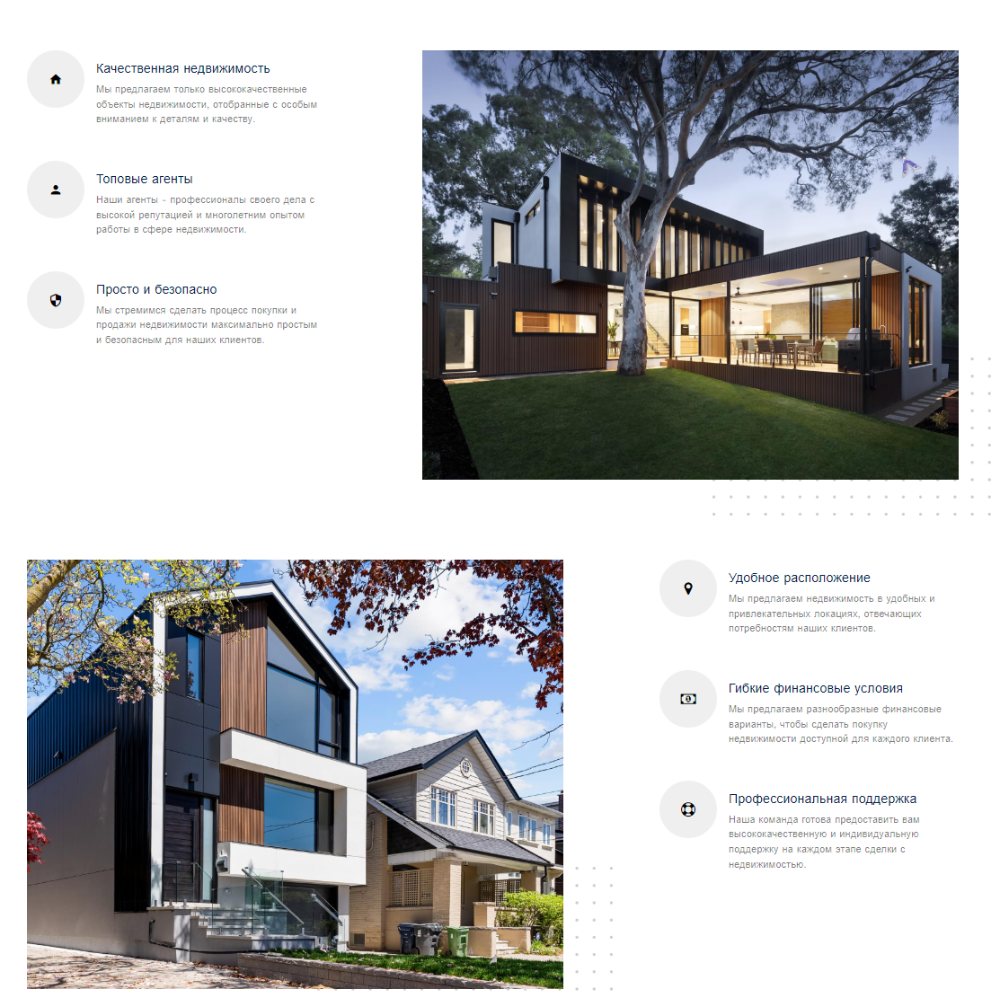 Качественная недвижимость
Мы предлагаем только высококачественные
объекты недвижимости, отобранные с особым
вниманием к деталям и качеству.
Топовые агенты
Наши агенты - профессионалы своего дела с
высокой репутацией и многолетним опытом
работы в сфере недвижимости.
Просто и безопасно
Мы стремимся сделать процесс покупки и
продажи недвижимости максимально простым
и безопасным для наших клиентов.
Удобное расположение
Мы предлагаем недвижимость в удобных и
привлекательных локациях, отвечающих
потребностям наших клиентов.
Гибкие финансовые условия
Мы предлагаем разнообразные финансовые
варианты, чтобы сделать покупку
недвижимости доступной для каждого клиента.
Профессиональная поддержка
Наша команда готова предоставить вам
высококачественную и индивидуальную
поддержку на каждом этапе сделки с
недвижимостью.